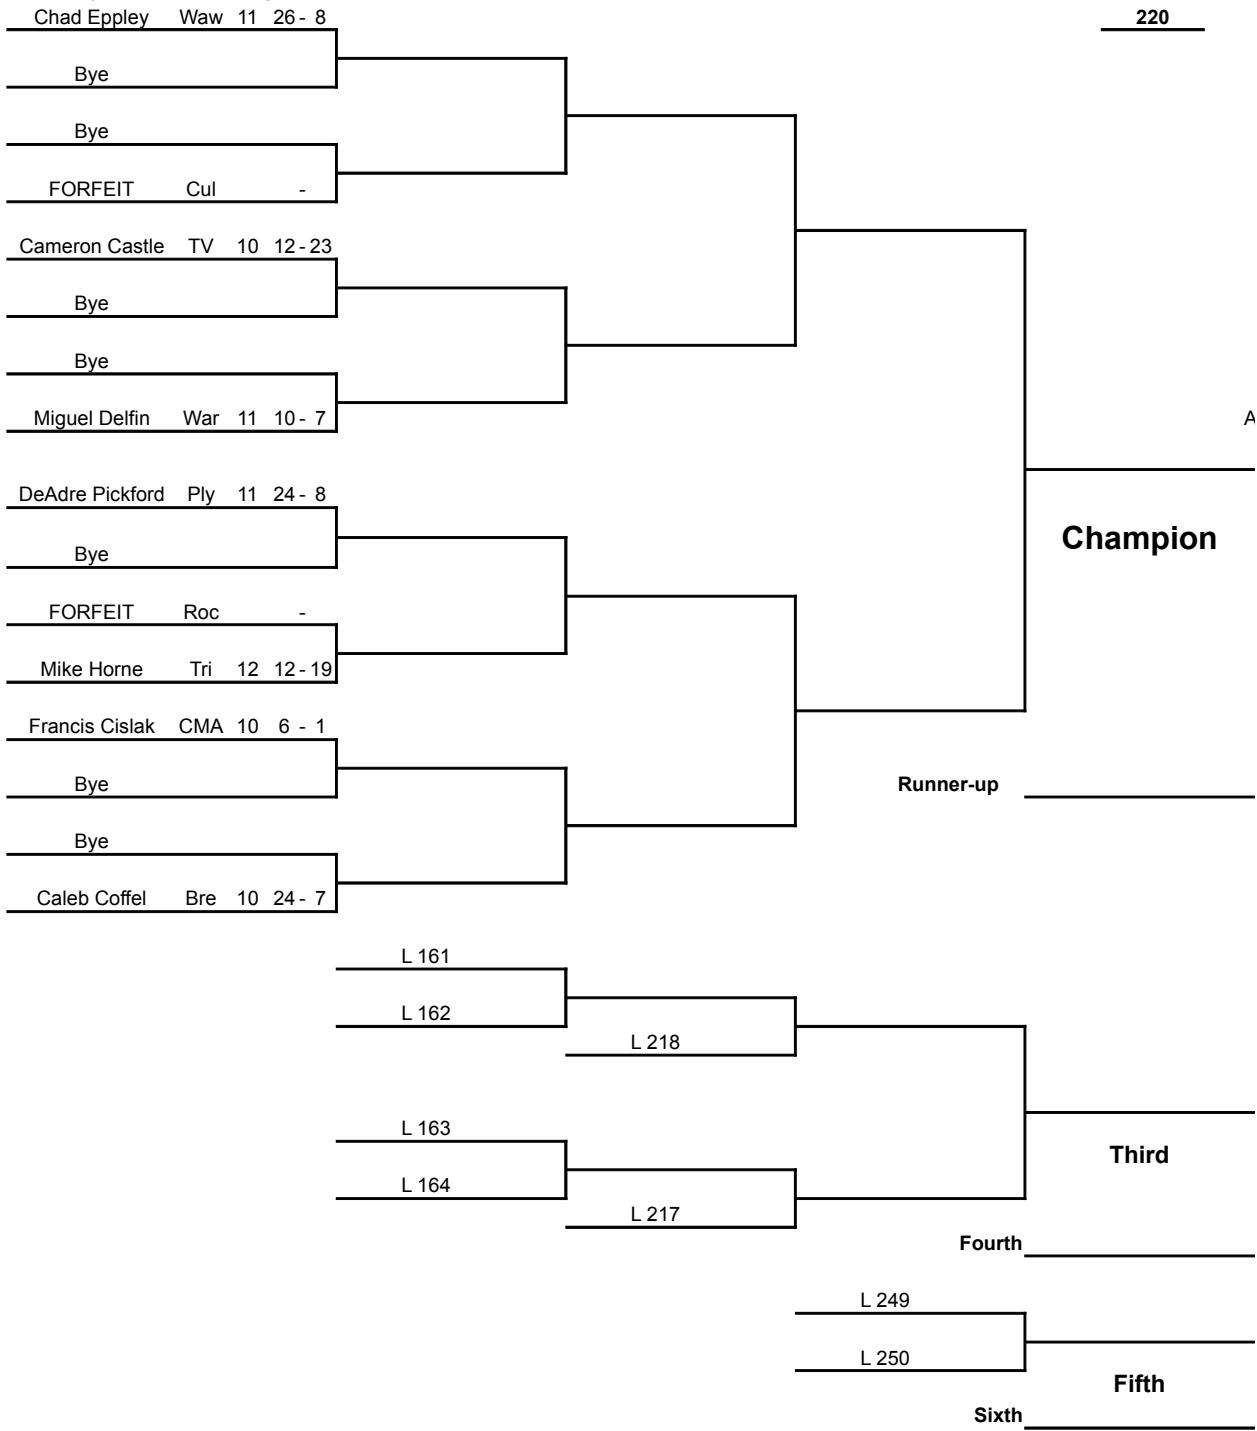 Chad Eppley Waw 11 26 - 8
220
Bye
Bye
FORFEIT Cul -
Cameron Castle TV 10 12 - 23
Bye
Bye
Miguel Delfin War 11 10 - 7
A
DeAdre Pickford Ply 11 24 - 8
Champion
Bye
FORFEIT Roc -
Mike Horne Tri 12 12 - 19
Francis Cislak CMA 10 6 - 1
Bye
Runner-up
Bye
Caleb Coffel Bre 10 24 - 7
L 161
L 162
L 218
L 163
Third
L 164
L 217
Fourth
L 249
L 250
Fifth
Sixth